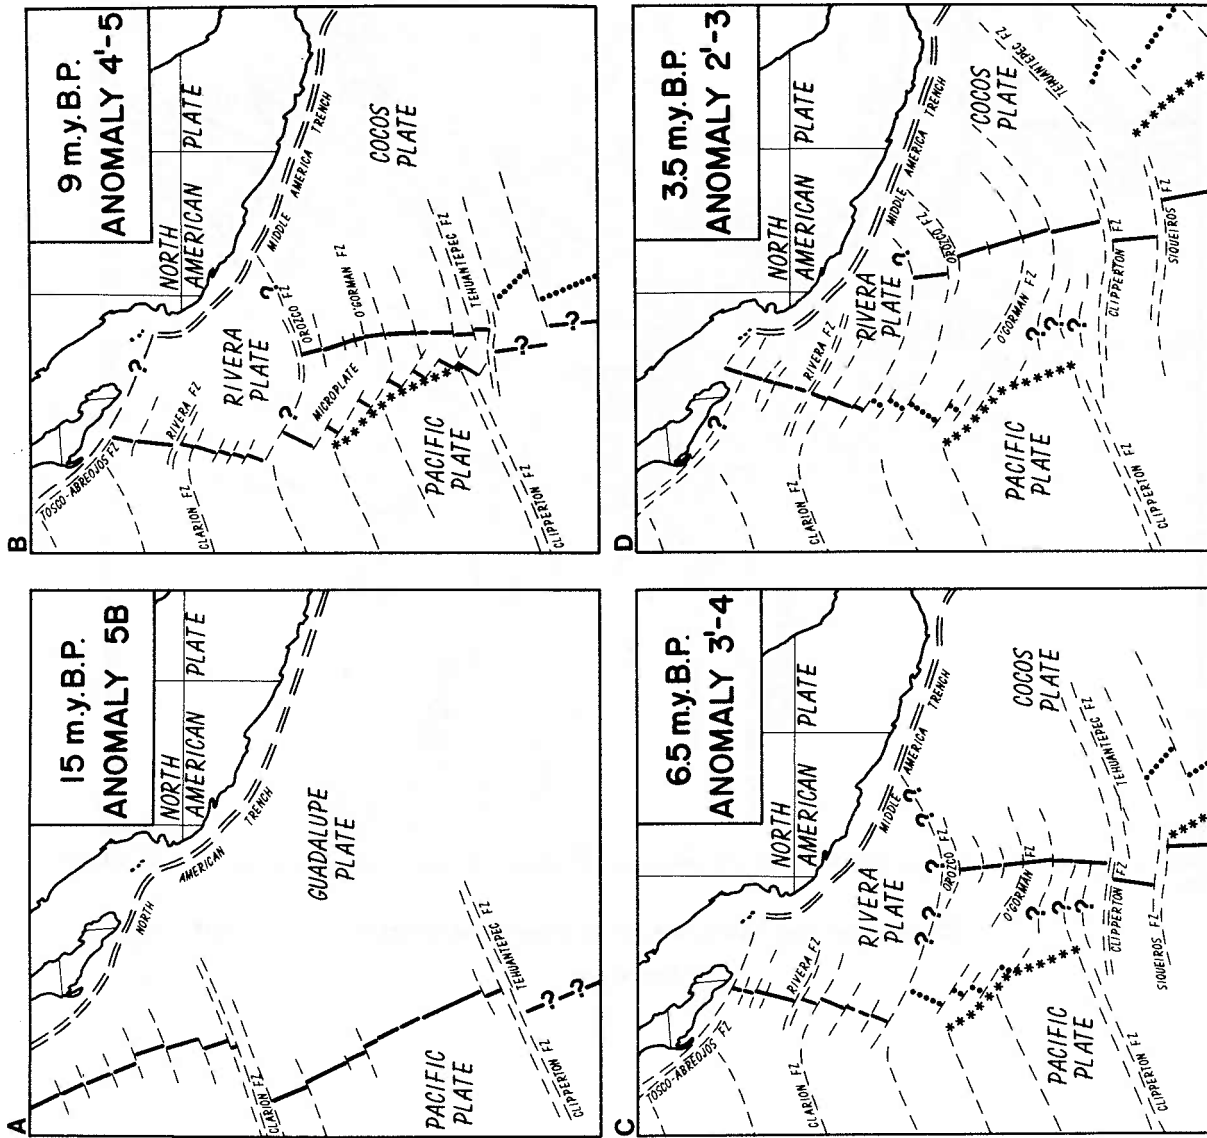 A
15 m.y.B.P.
ANOMALY 5B
NORTH
AMERICAN PLATE
NORTH
AMERICAN
TRENCH
GUADALUPE
PLATE
CLARION FZ
PACIFIC
PLATE
TEHUANTEPEC FZ
CLIPPERTON FZ
? ?
B
9 m.y.B.P.
ANOMALY 4'-5
NORTH
AMERICAN PLATE
TOSCO-ABREOJOS FZ
?
MIDDLE AMERICA TRENCH
RIVERA FZ
RIVERA
PLATE
CLARION FZ
?
?
OROZCO FZ
MICROPLATE
O'GORMAN FZ
COCOS
PLATE
PACIFIC
PLATE
TEHUANTEPEC FZ
CLIPPERTON FZ
?
?
C
6.5 m.y.B.P.
ANOMALY 3'-4
NORTH
AMERICAN PLATE
TOSCO-ABREOJOS FZ
MIDDLE AMERICA TRENCH
RIVERA FZ
RIVERA
PLATE
CLARION FZ
? ? ? ? ?
OROZCO FZ
O'GORMAN FZ
? ? ?
COCOS
PLATE
PACIFIC
PLATE
CLIPPERTON FZ
TEHUANTEPEC FZ
SIQUEIROS FZ
CLIPPERTON FZ
D
3.5 m.y.B.P.
ANOMALY 2'-3
NORTH
AMERICAN PLATE
?
MIDDLE AMERICA TRENCH
RIVERA FZ
RIVERA
PLATE
CLARION FZ
?
OROZCO FZ
COCOS
PLATE
TEHUANTEPEC FZ
O'GORMAN FZ
? ? ?
PACIFIC
PLATE
CLIPPERTON FZ
SIQUEIROS FZ
CLIPPERTON FZ